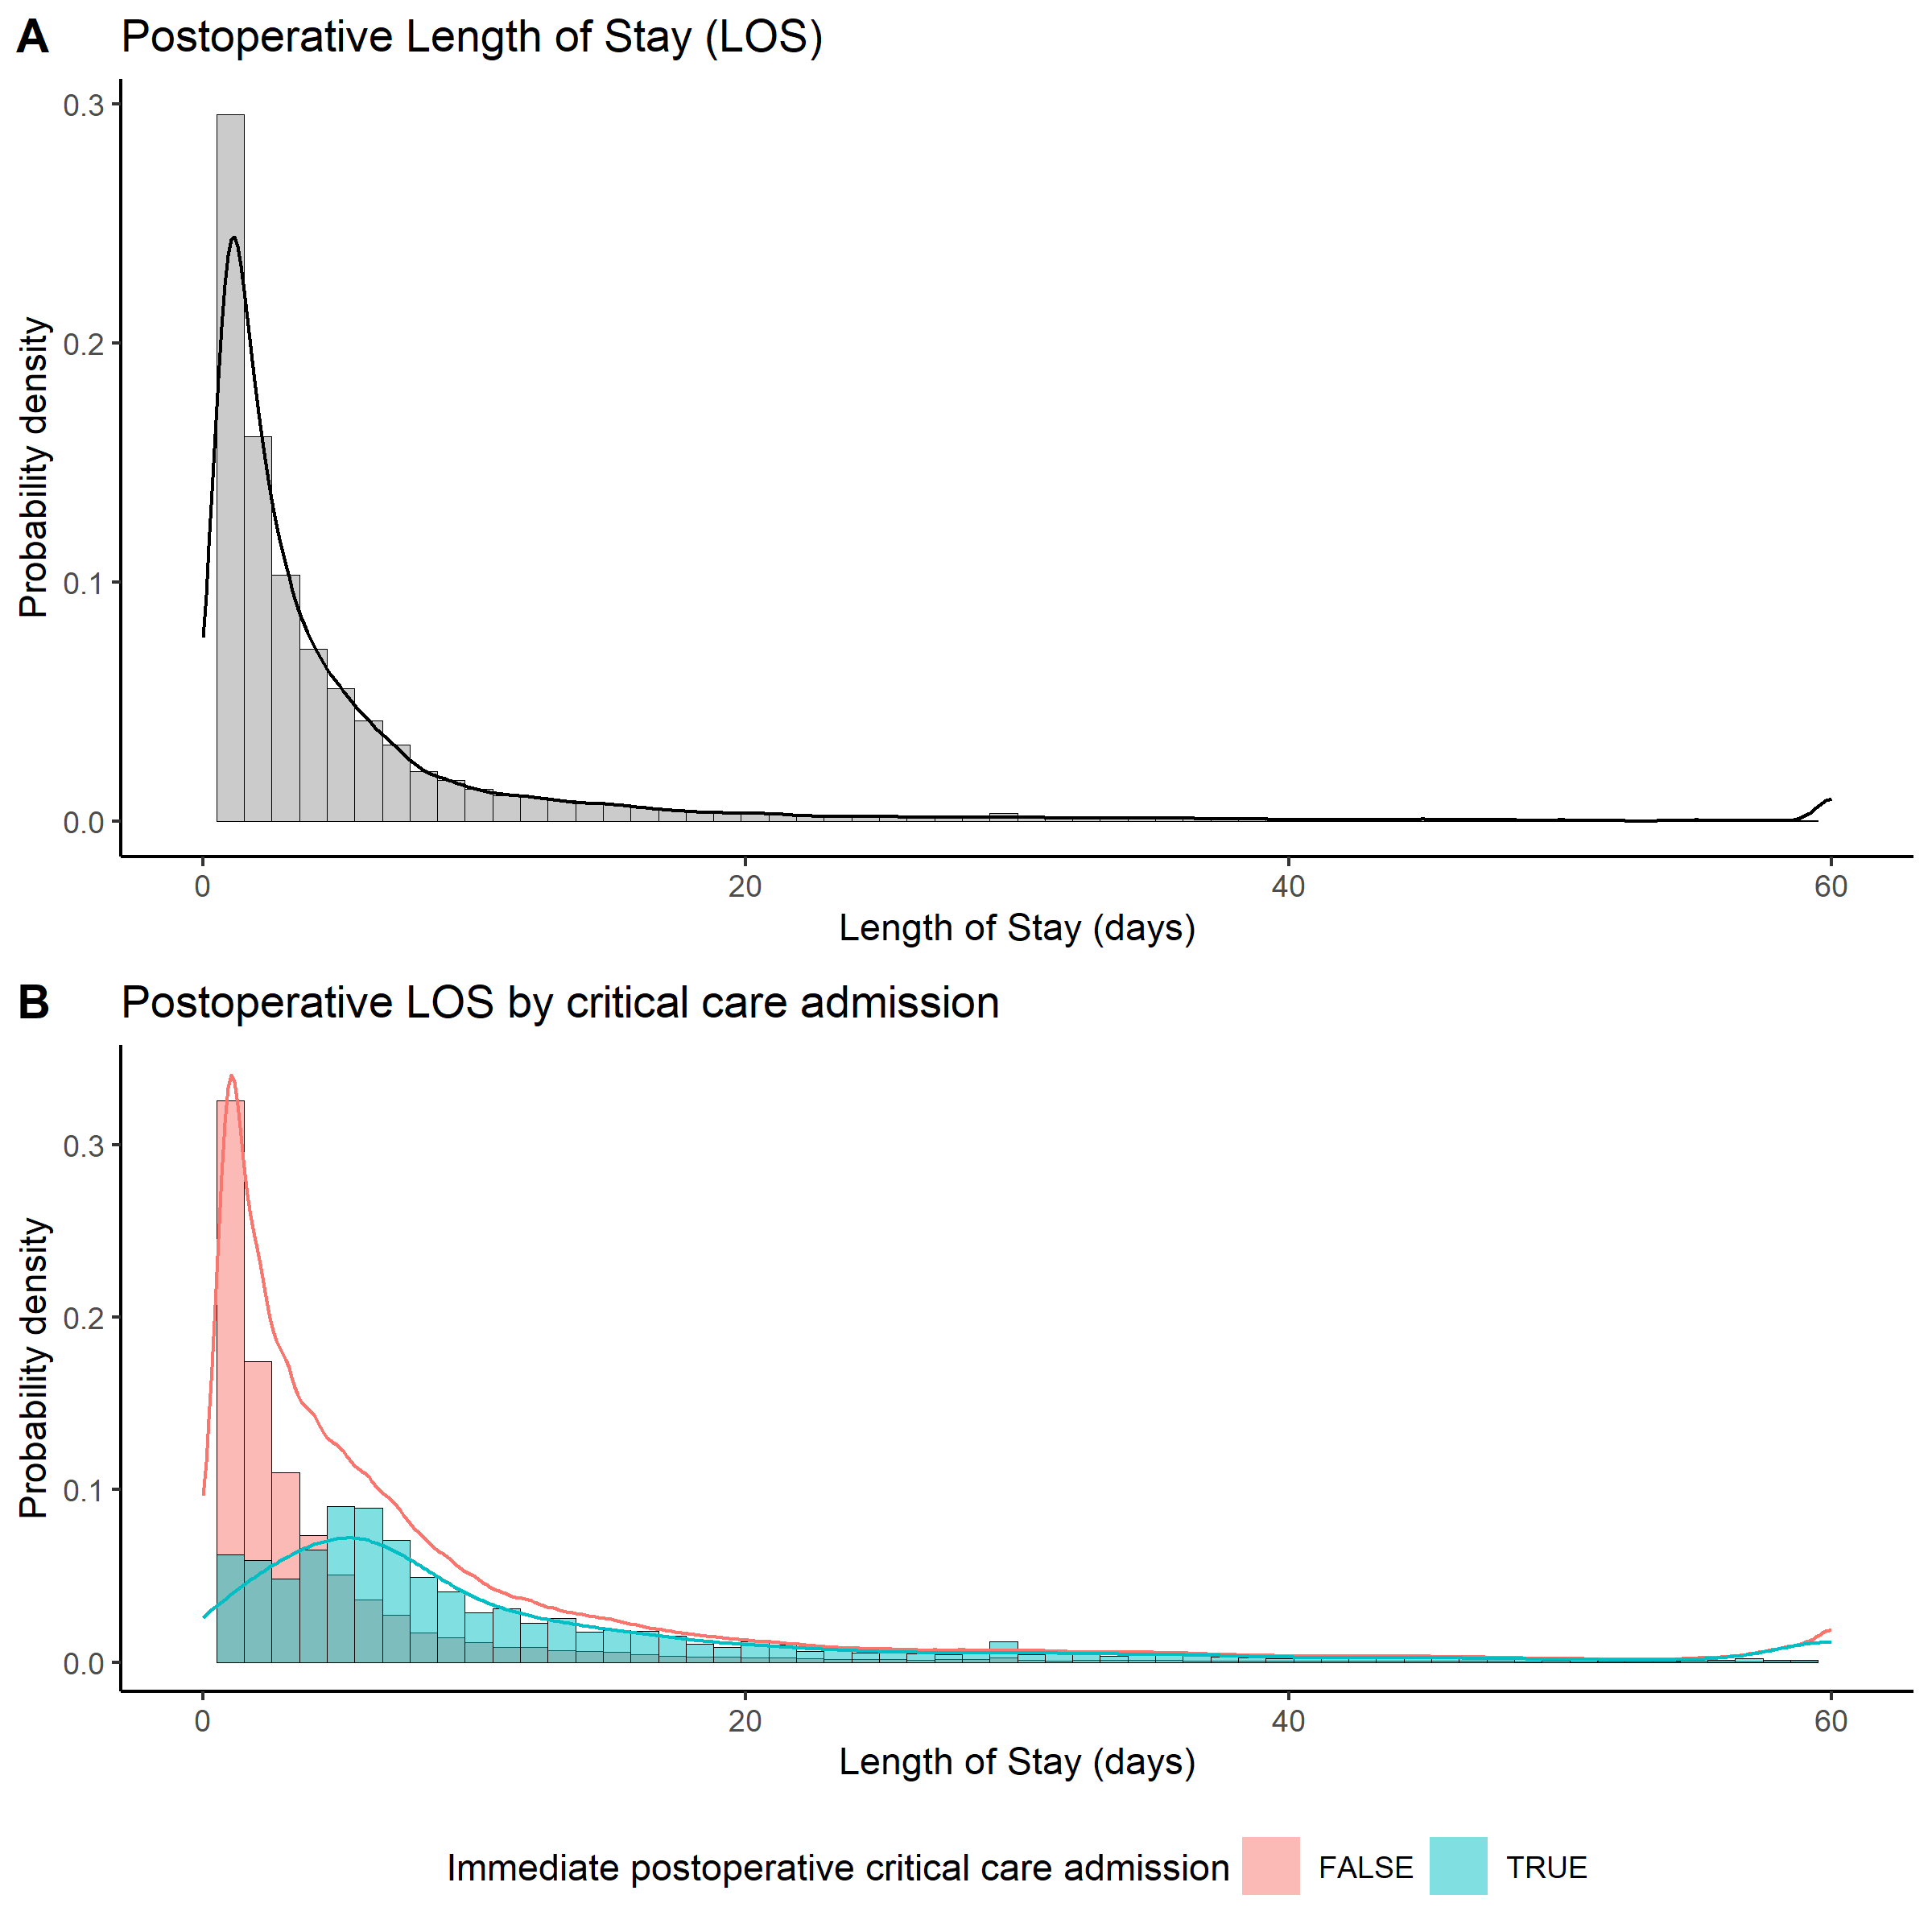 A Postoperative Length of Stay (LOS)
Probability density
0.3
0.2
0.1
0.0
0 20 40 60
Length of Stay (days)
B Postoperative LOS by critical care admission
Probability density
0.3
0.2
0.1
0.0
0 20 40 60
Length of Stay (days)
Immediate postoperative critical care admission FALSE TRUE